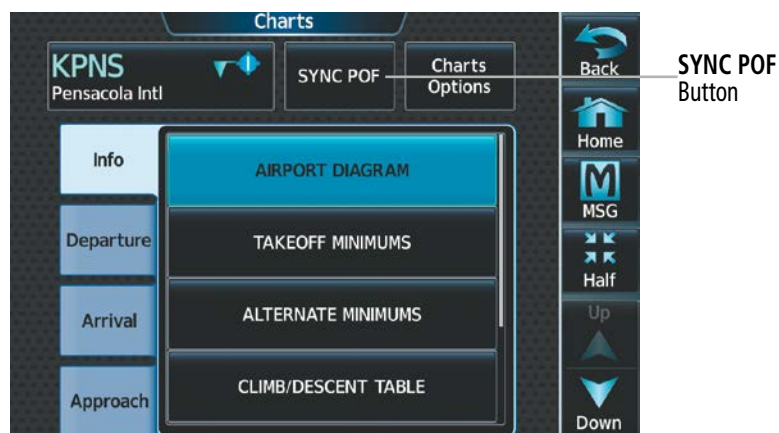 Charts
KPNS
Pensacola Intl
SYNC POF
Charts
Options
Back
SYNC POF
Button
Home
Info
AIRPORT DIAGRAM
M
MSG
Departure
TAKEOFF MINIMUMS
Half
Arrival
ALTERNATE MINIMUMS
Up
Approach
CLIMB/DESCENT TABLE
Down